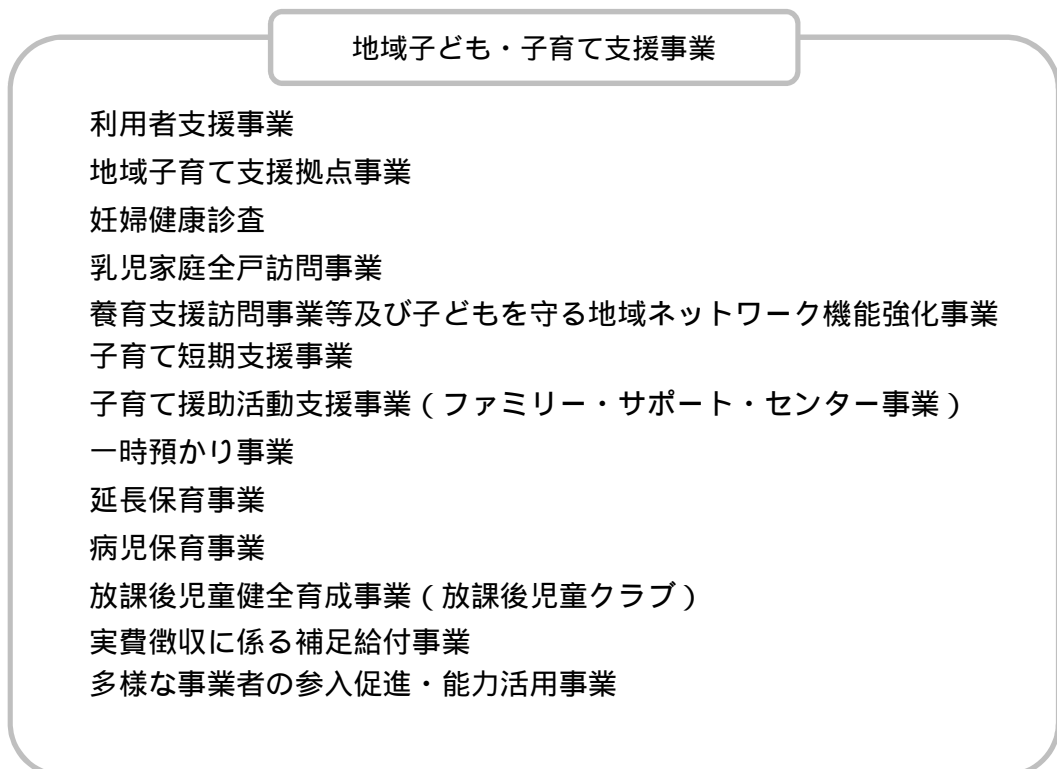 地域子ども・子育て支援事業
利用者支援事業
地域子育て支援拠点事業
妊婦健康診査
乳児家庭全戸訪問事業
養育支援訪問事業等及び子どもを守る地域ネットワーク機能強化事業
子育て短期支援事業
子育て援助活動支援事業(ファミリー・サポート・センター事業)
一時預かり事業
延長保育事業
病児保育事業
放課後児童健全育成事業(放課後児童クラブ)
実費徴収に係る補足給付事業
多様な事業者の参入促進・能力活用事業